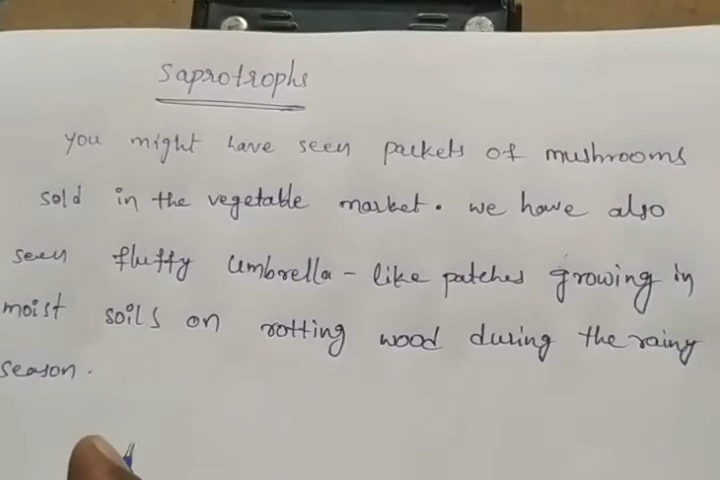 Saprotrophs
you might have seen packets of mushrooms
sold in the vegetable market. we have also
seen fluffy umbrella - like patches growing in
moist soils on rotting wood during the rainy
season.